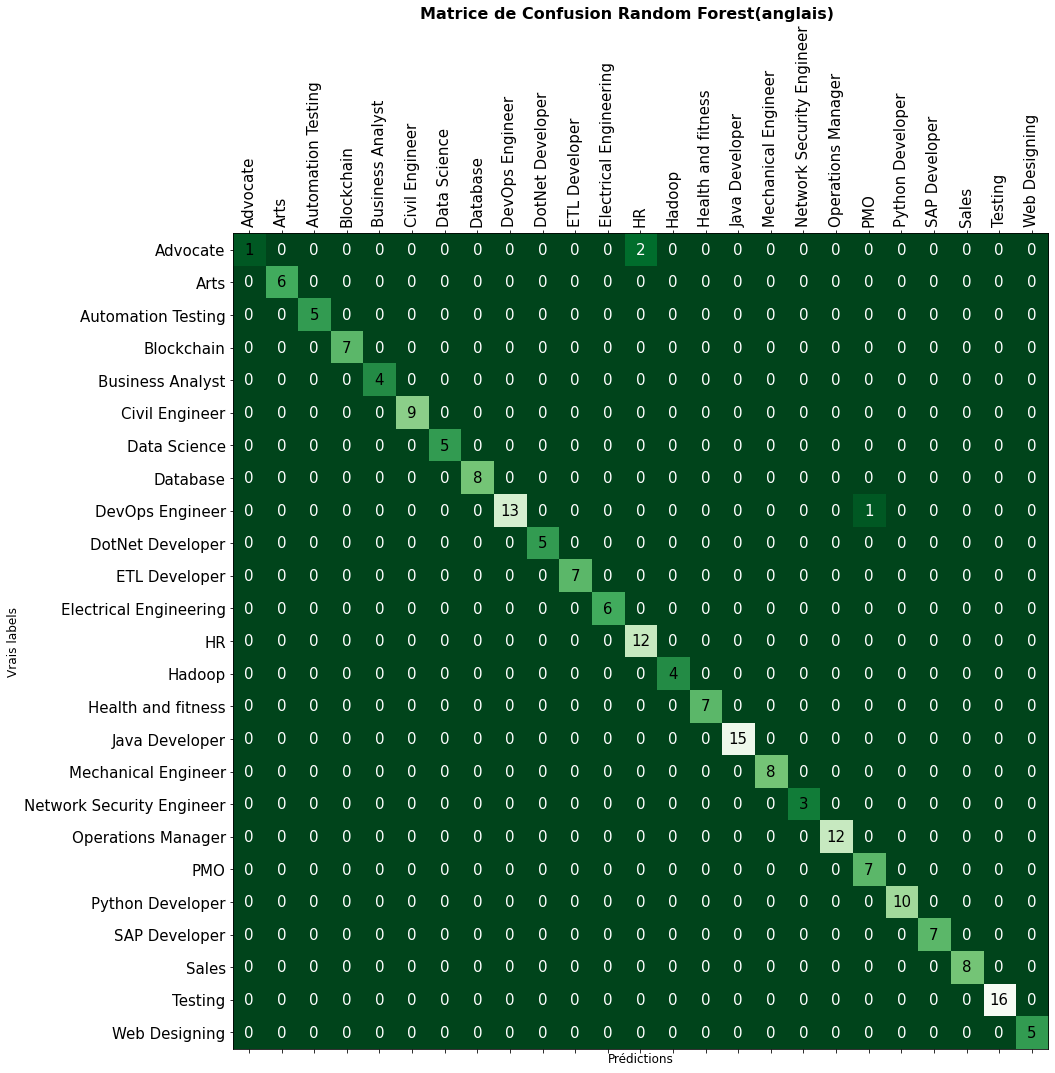 Matrice de Confusion Random Forest(anglais)
Advocate Arts Automation Testing Blockchain Business Analyst Civil Engineer Data Science Database DevOps Engineer DotNet Developer ETL Developer Electrical Engineering HR Hadoop Health and fitness Java Developer Mechanical Engineer Network Security Engineer Operations Manager PMO Python Developer SAP Developer Sales Testing Web Designing
Advocate 1 0 0 0 0 0 0 0 0 0 0 0 2 0 0 0 0 0 0 0 0 0 0 0 0
Arts 0 6 0 0 0 0 0 0 0 0 0 0 0 0 0 0 0 0 0 0 0 0 0 0 0
Automation Testing 0 0 5 0 0 0 0 0 0 0 0 0 0 0 0 0 0 0 0 0 0 0 0 0 0
Blockchain 0 0 0 7 0 0 0 0 0 0 0 0 0 0 0 0 0 0 0 0 0 0 0 0 0
Business Analyst 0 0 0 0 4 0 0 0 0 0 0 0 0 0 0 0 0 0 0 0 0 0 0 0 0
Civil Engineer 0 0 0 0 0 9 0 0 0 0 0 0 0 0 0 0 0 0 0 0 0 0 0 0 0
Data Science 0 0 0 0 0 0 5 0 0 0 0 0 0 0 0 0 0 0 0 0 0 0 0 0 0
Database 0 0 0 0 0 0 0 8 0 0 0 0 0 0 0 0 0 0 0 0 0 0 0 0 0
DevOps Engineer 0 0 0 0 0 0 0 0 13 0 0 0 0 0 0 0 0 0 0 1 0 0 0 0 0
DotNet Developer 0 0 0 0 0 0 0 0 0 5 0 0 0 0 0 0 0 0 0 0 0 0 0 0 0
ETL Developer 0 0 0 0 0 0 0 0 0 0 7 0 0 0 0 0 0 0 0 0 0 0 0 0 0
Electrical Engineering 0 0 0 0 0 0 0 0 0 0 0 6 0 0 0 0 0 0 0 0 0 0 0 0 0
HR 0 0 0 0 0 0 0 0 0 0 0 0 12 0 0 0 0 0 0 0 0 0 0 0 0
Hadoop 0 0 0 0 0 0 0 0 0 0 0 0 0 4 0 0 0 0 0 0 0 0 0 0 0
Health and fitness 0 0 0 0 0 0 0 0 0 0 0 0 0 0 7 0 0 0 0 0 0 0 0 0 0
Java Developer 0 0 0 0 0 0 0 0 0 0 0 0 0 0 0 15 0 0 0 0 0 0 0 0 0
Mechanical Engineer 0 0 0 0 0 0 0 0 0 0 0 0 0 0 0 0 8 0 0 0 0 0 0 0 0
Network Security Engineer 0 0 0 0 0 0 0 0 0 0 0 0 0 0 0 0 0 3 0 0 0 0 0 0 0
Operations Manager 0 0 0 0 0 0 0 0 0 0 0 0 0 0 0 0 0 0 12 0 0 0 0 0 0
PMO 0 0 0 0 0 0 0 0 0 0 0 0 0 0 0 0 0 0 0 7 0 0 0 0 0
Python Developer 0 0 0 0 0 0 0 0 0 0 0 0 0 0 0 0 0 0 0 0 10 0 0 0 0
SAP Developer 0 0 0 0 0 0 0 0 0 0 0 0 0 0 0 0 0 0 0 0 0 7 0 0 0
Sales 0 0 0 0 0 0 0 0 0 0 0 0 0 0 0 0 0 0 0 0 0 0 8 0 0
Testing 0 0 0 0 0 0 0 0 0 0 0 0 0 0 0 0 0 0 0 0 0 0 0 16 0
Web Designing 0 0 0 0 0 0 0 0 0 0 0 0 0 0 0 0 0 0 0 0 0 0 0 0 5
Vrais labels
Prédictions